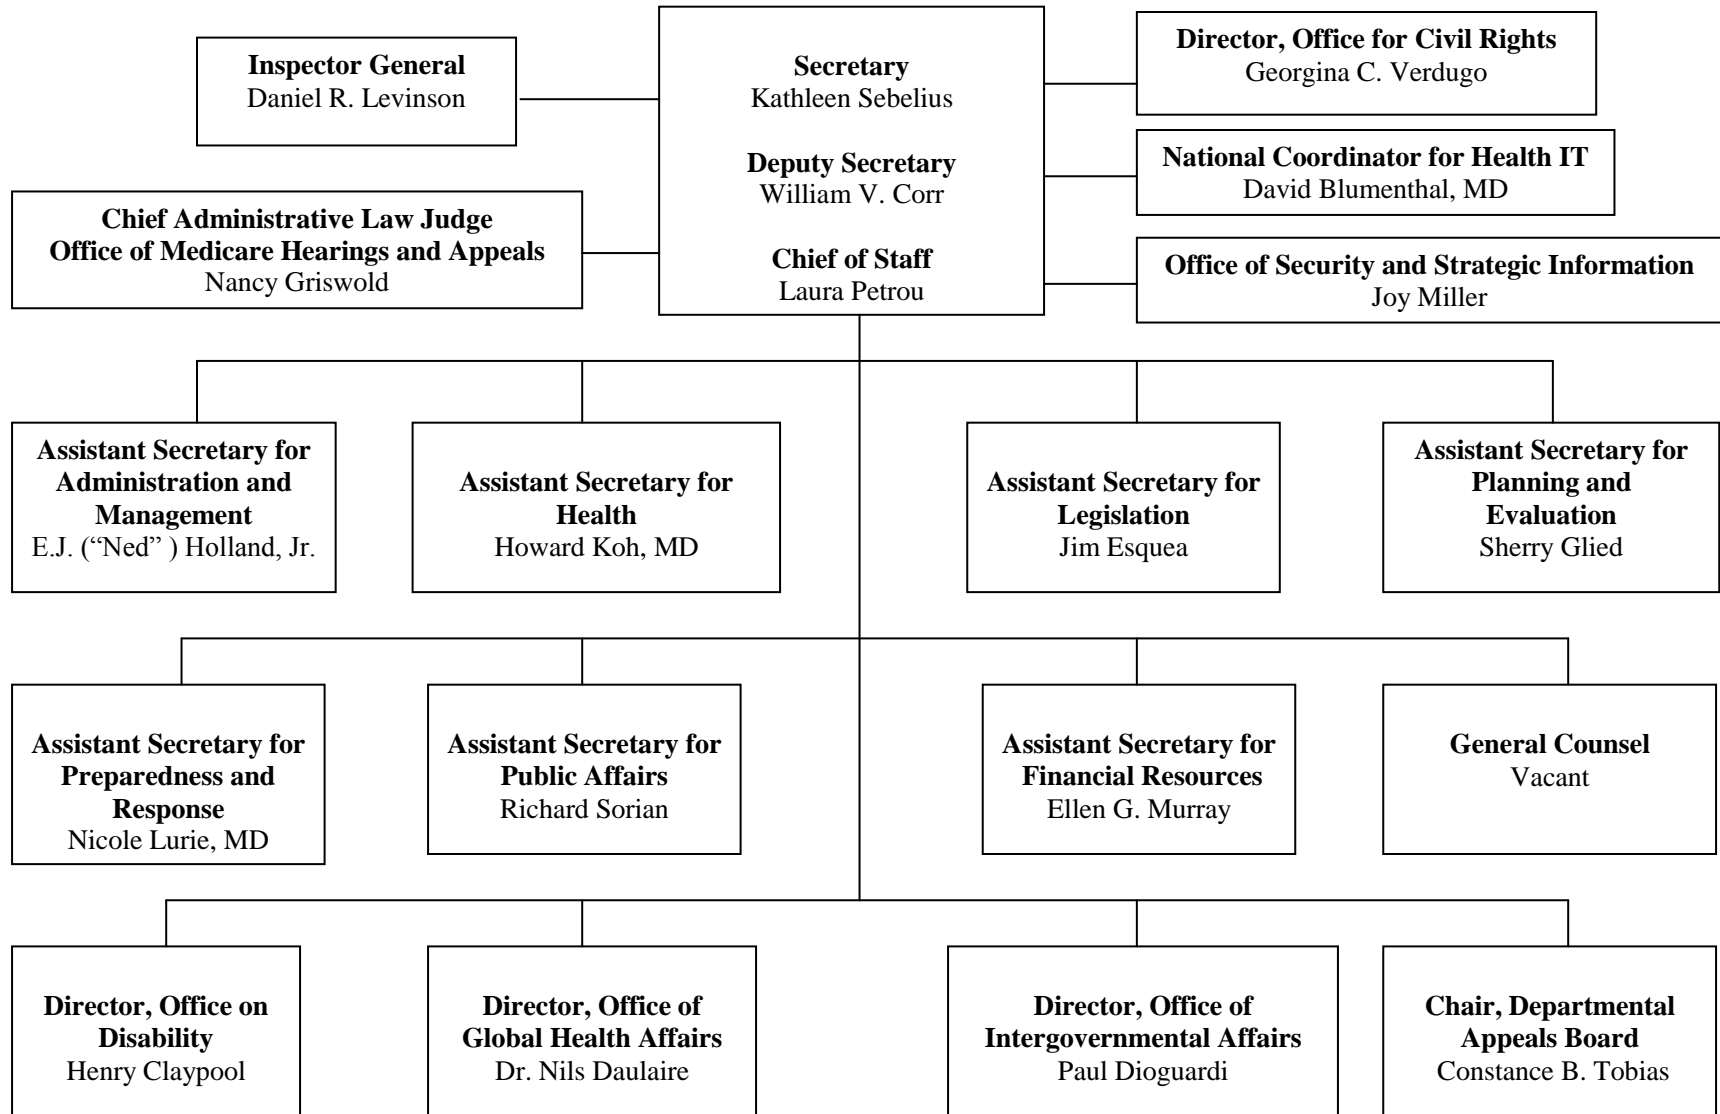 Inspector General
Daniel R. Levinson
Secretary
Kathleen Sebelius
Deputy Secretary
William V. Corr
Chief of Staff
Laura Petrou
Director, Office for Civil Rights
Georgina C. Verdugo
National Coordinator for Health IT
David Blumenthal, MD
Chief Administrative Law Judge
Office of Medicare Hearings and Appeals
Nancy Griswold
Office of Security and Strategic Information
Joy Miller
Assistant Secretary for
Administration and
Management
E.J. (“Ned” ) Holland, Jr.
Assistant Secretary for
Health
Howard Koh, MD
Assistant Secretary for
Legislation
Jim Esquea
Assistant Secretary for
Planning and
Evaluation
Sherry Glied
Assistant Secretary for
Preparedness and
Response
Nicole Lurie, MD
Assistant Secretary for
Public Affairs
Richard Sorian
Assistant Secretary for
Financial Resources
Ellen G. Murray
General Counsel
Vacant
Director, Office on
Disability
Henry Claypool
Director, Office of
Global Health Affairs
Dr. Nils Daulaire
Director, Office of
Intergovernmental Affairs
Paul Dioguardi
Chair, Departmental
Appeals Board
Constance B. Tobias